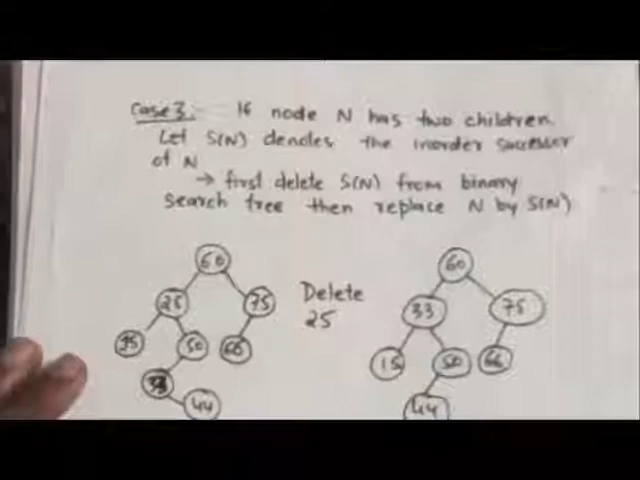 Case 3:- If node N has two children.
Let S(N) denotes the inorder successor
of N
→ first delete S(N) from binary
search tree then replace N by S(N)
60 60
25 75 Delete 33 75
25
15 50 66 15 50 66
33
44 44